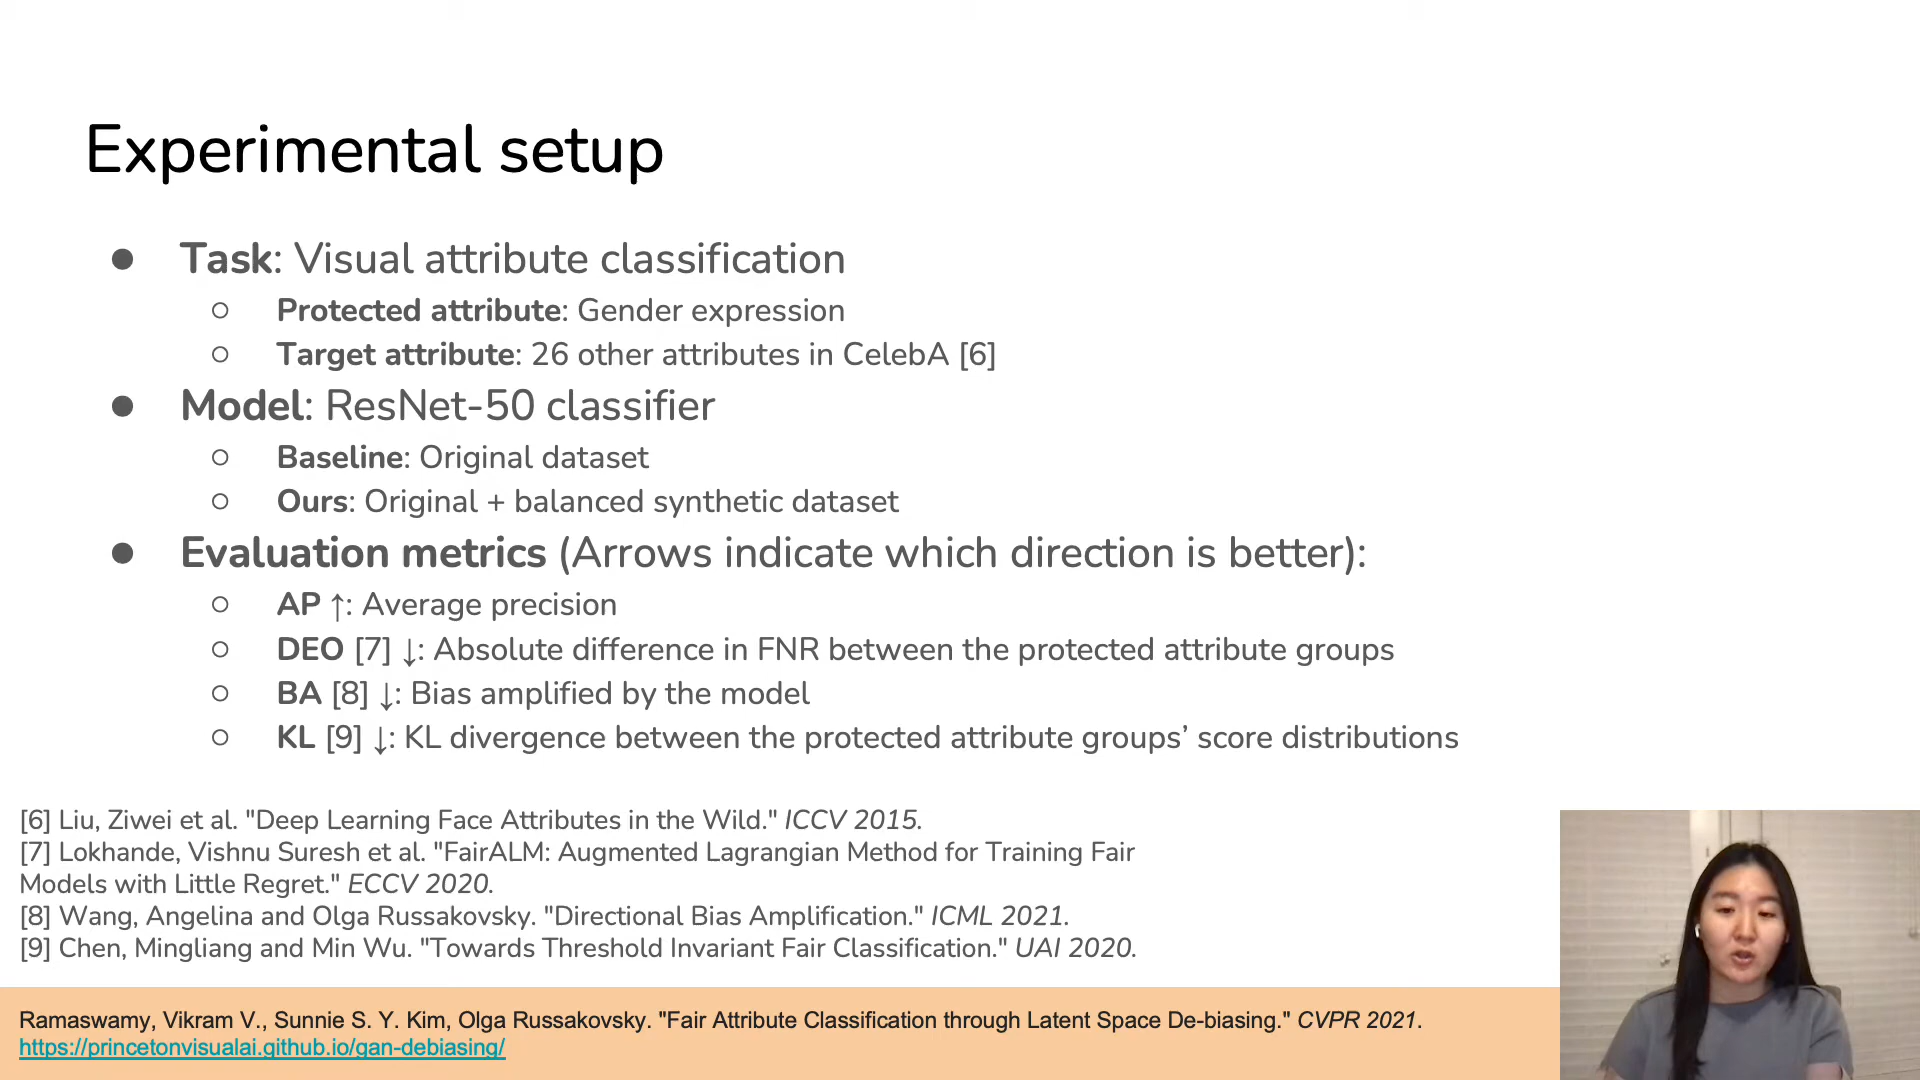 Experimental setup
● Task: Visual attribute classification
○ Protected attribute: Gender expression
○ Target attribute: 26 other attributes in CelebA [6]
● Model: ResNet-50 classifier
○ Baseline: Original dataset
○ Ours: Original + balanced synthetic dataset
● Evaluation metrics (Arrows indicate which direction is better):
○ AP ↑: Average precision
○ DEO [7] ↓: Absolute difference in FNR between the protected attribute groups
○ BA [8] ↓: Bias amplified by the model
○ KL [9] ↓: KL divergence between the protected attribute groups’ score distributions
[6] Liu, Ziwei et al. "Deep Learning Face Attributes in the Wild." ICCV 2015.
[7] Lokhande, Vishnu Suresh et al. "FairALM: Augmented Lagrangian Method for Training Fair
Models with Little Regret." ECCV 2020.
[8] Wang, Angelina and Olga Russakovsky. "Directional Bias Amplification." ICML 2021.
[9] Chen, Mingliang and Min Wu. "Towards Threshold Invariant Fair Classification." UAI 2020.
Ramaswamy, Vikram V., Sunnie S. Y. Kim, Olga Russakovsky. "Fair Attribute Classification through Latent Space De-biasing." CVPR 2021.
https://princetonvisualai.github.io/gan-debiasing/